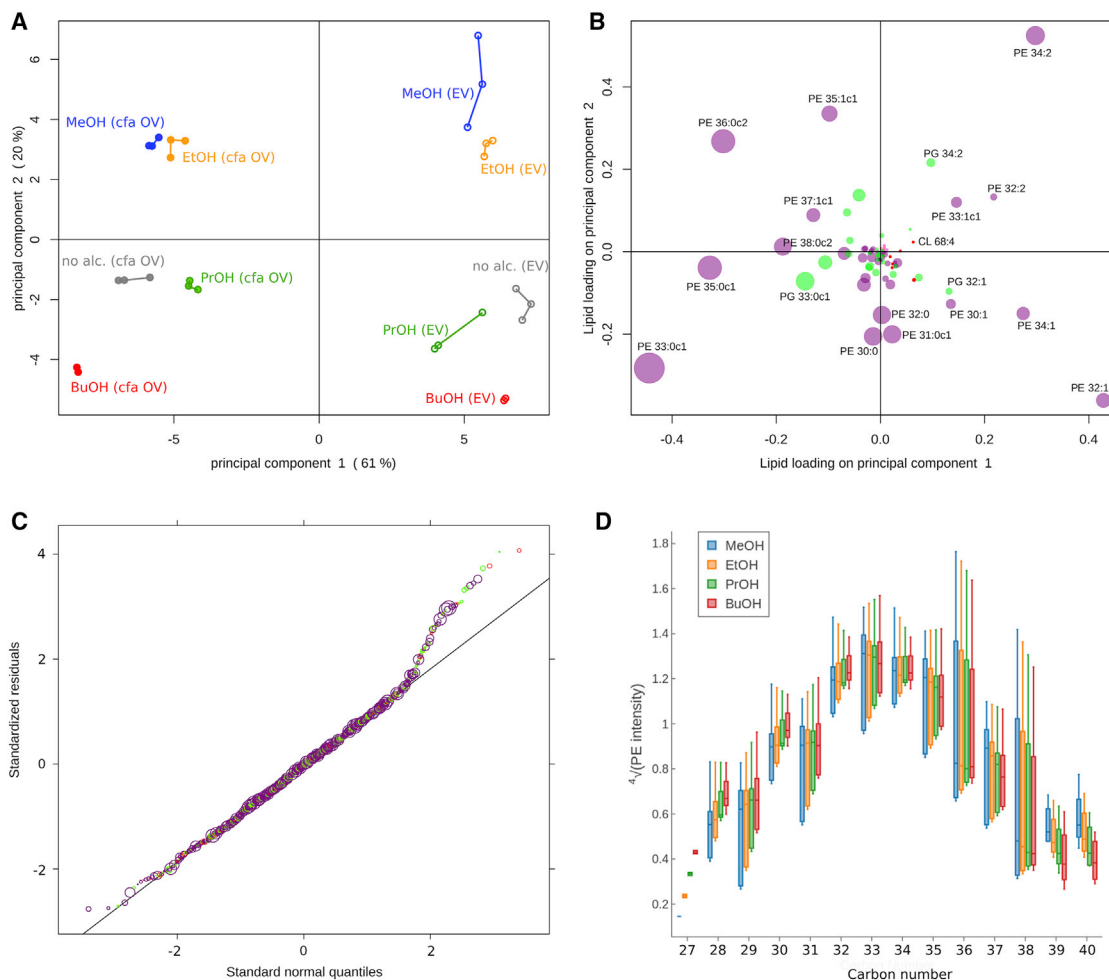 A
6
4
2
0
-2
-4
-5
0
5
principal component 2 ( 20 %)
principal component 1 ( 61 %)
MeOH (cfa OV)
EtOH (cfa OV)
MeOH (EV)
EtOH (EV)
no alc. (cfa OV)
PrOH (cfa OV)
no alc. (EV)
PrOH (EV)
BuOH (cfa OV)
BuOH (EV)
B
0.4
0.2
0.0
-0.2
-0.4
-0.2
0.0
0.2
0.4
Lipid loading on principal component 2
Lipid loading on principal component 1
PE 34:2
PE 35:1c1
PE 36:0c2
PG 34:2
PE 32:2
PE 37:1c1
PE 33:1c1
PE 38:0c2
CL 68:4
PE 35:0c1
PG 33:0c1
PG 32:1
PE 32:0
PE 30:1
PE 34:1
PE 31:0c1
PE 30:0
PE 33:0c1
PE 32:1
C
4
2
0
-2
-2
0
2
Standardized residuals
Standard normal quantiles
D
MeOH
EtOH
PrOH
BuOH
1.8
1.6
1.4
1.2
1
0.8
0.6
0.4
0.2
⁴√(PE intensity)
27 28 29 30 31 32 33 34 35 36 37 38 39 40
Carbon number